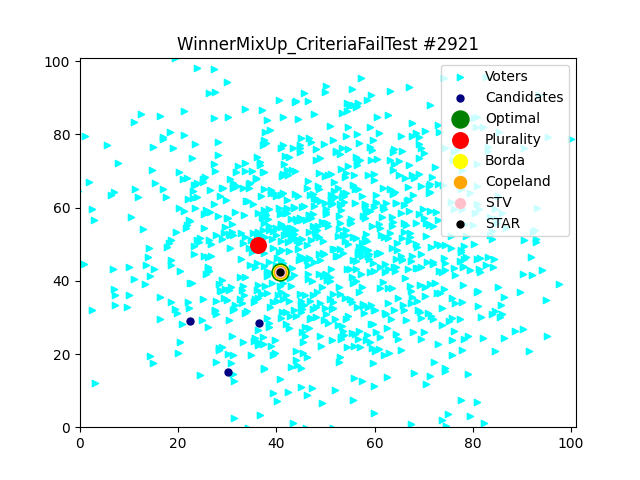 WinnerMixUp_CriteriaFailTest #2921
100
80
60
40
20
0
0
20
40
60
80
100
Voters
Candidates
Optimal
Plurality
Borda
Copeland
STV
STAR